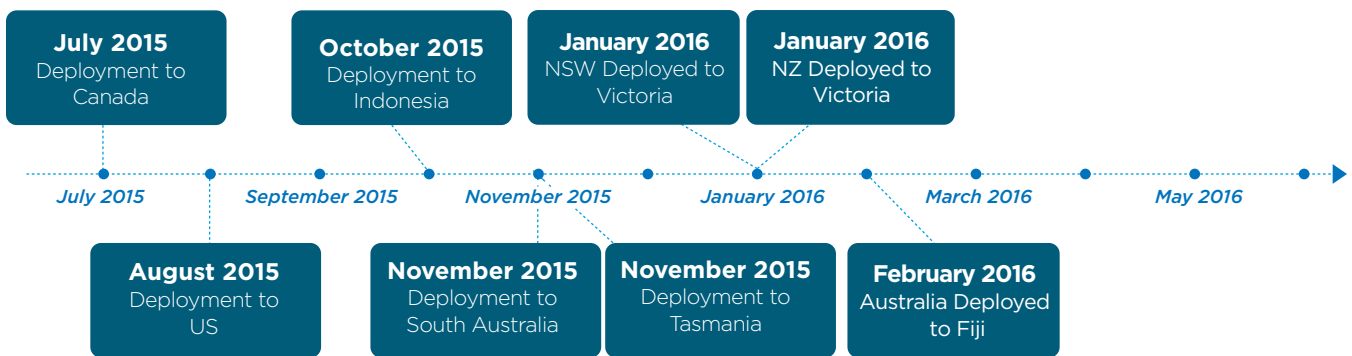 July 2015
Deployment to
Canada
October 2015
Deployment to
Indonesia
January 2016
NSW Deployed to
Victoria
January 2016
NZ Deployed to
Victoria
July 2015
September 2015
November 2015
January 2016
March 2016
May 2016
August 2015
Deployment to
US
November 2015
Deployment to
South Australia
November 2015
Deployment to
Tasmania
February 2016
Australia Deployed
to Fiji